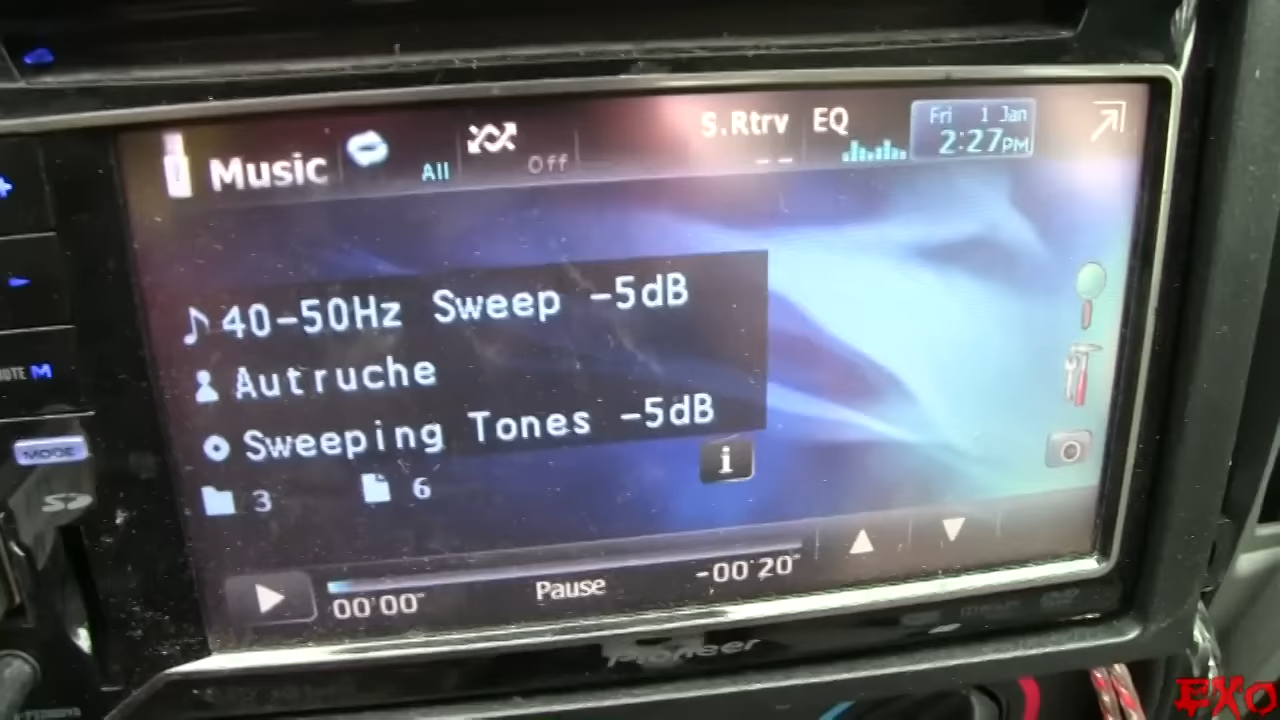 Music All Off S.Rtrv -- EQ Fri 1 Jan
2:27PM
40-50Hz Sweep -5dB
Autruche
Sweeping Tones -5dB
i
3 6
00'00" Pause -00'20"
MUTE M
MODE
SD
Pioneer
EXO